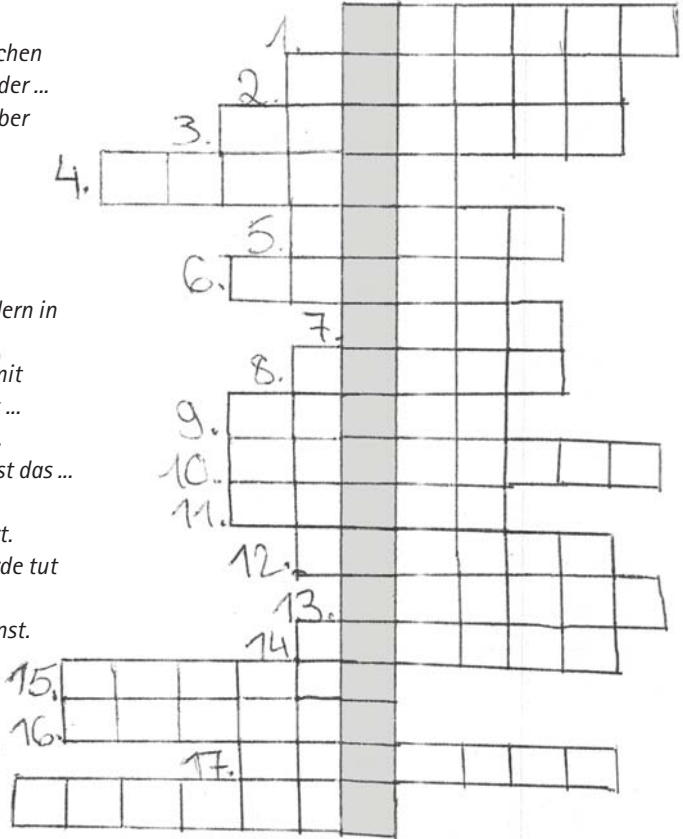 chen
der ...
ber
ern in
nit
...
st das ...
t.
de tut
nst.
1.
2.
3.
4.
5.
6.
7.
8.
9.
10.
11.
12.
13.
14
15.
16.
17.